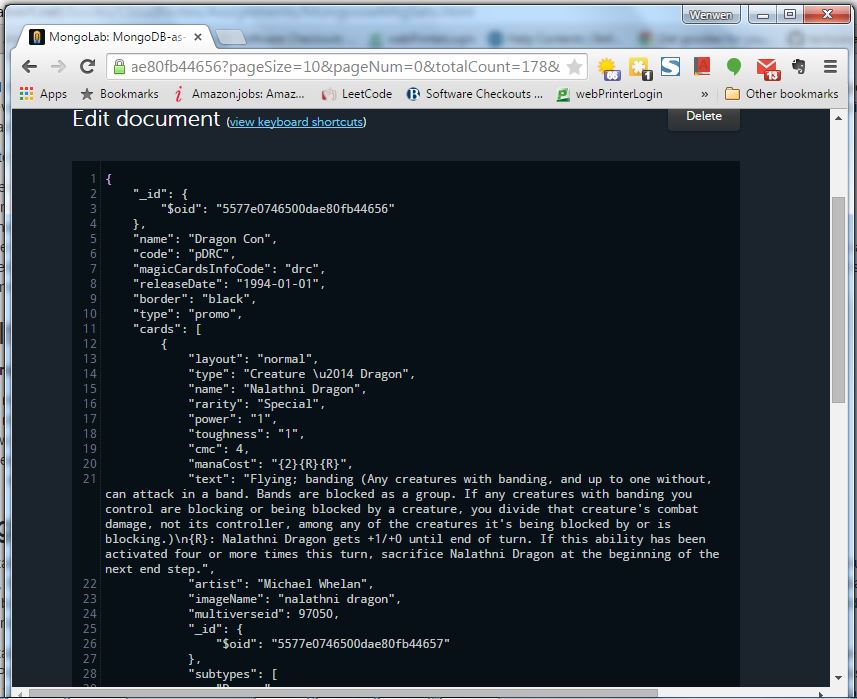 Wenwen
MongoLab: MongoDB-as-
ae80fb44656?pageSize=10&pageNum=0&totalCount=178&
66
1
S
13
Apps Bookmarks Amazon.jobs: Amaz... LeetCode Software Checkouts ... webPrinterLogin » Other bookmarks
Edit document (view keyboard shortcuts)
Delete
1 {
2 "_id": {
3 "$oid": "5577e0746500dae80fb44656"
4 },
5 "name": "Dragon Con",
6 "code": "pDRC",
7 "magicCardsInfoCode": "drc",
8 "releaseDate": "1994-01-01",
9 "border": "black",
10 "type": "promo",
11 "cards": [
12 {
13 "layout": "normal",
14 "type": "Creature \u2014 Dragon",
15 "name": "Nalathni Dragon",
16 "rarity": "Special",
17 "power": "1",
18 "toughness": "1",
19 "cmc": 4,
20 "manaCost": "{2}{R}{R}",
21 "text": "Flying; banding (Any creatures with banding, and up to one without,
can attack in a band. Bands are blocked as a group. If any creatures with banding you
control are blocking or being blocked by a creature, you divide that creature's combat
damage, not its controller, among any of the creatures it's being blocked by or is
blocking.)\n{R}: Nalathni Dragon gets +1/+0 until end of turn. If this ability has been
activated four or more times this turn, sacrifice Nalathni Dragon at the beginning of the
next end step.",
22 "artist": "Michael Whelan",
23 "imageName": "nalathni dragon",
24 "multiverseid": 97050,
25 "_id": {
26 "$oid": "5577e0746500dae80fb44657"
27 },
28 "subtypes": [